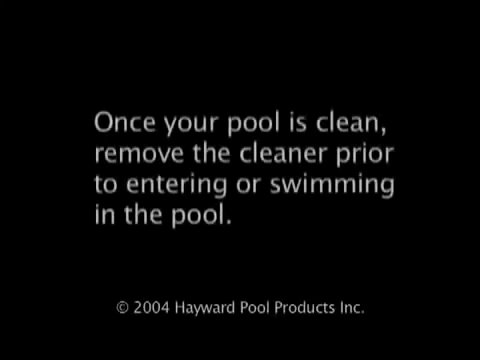 Once your pool is clean,
remove the cleaner prior
to entering or swimming
in the pool.
© 2004 Hayward Pool Products Inc.